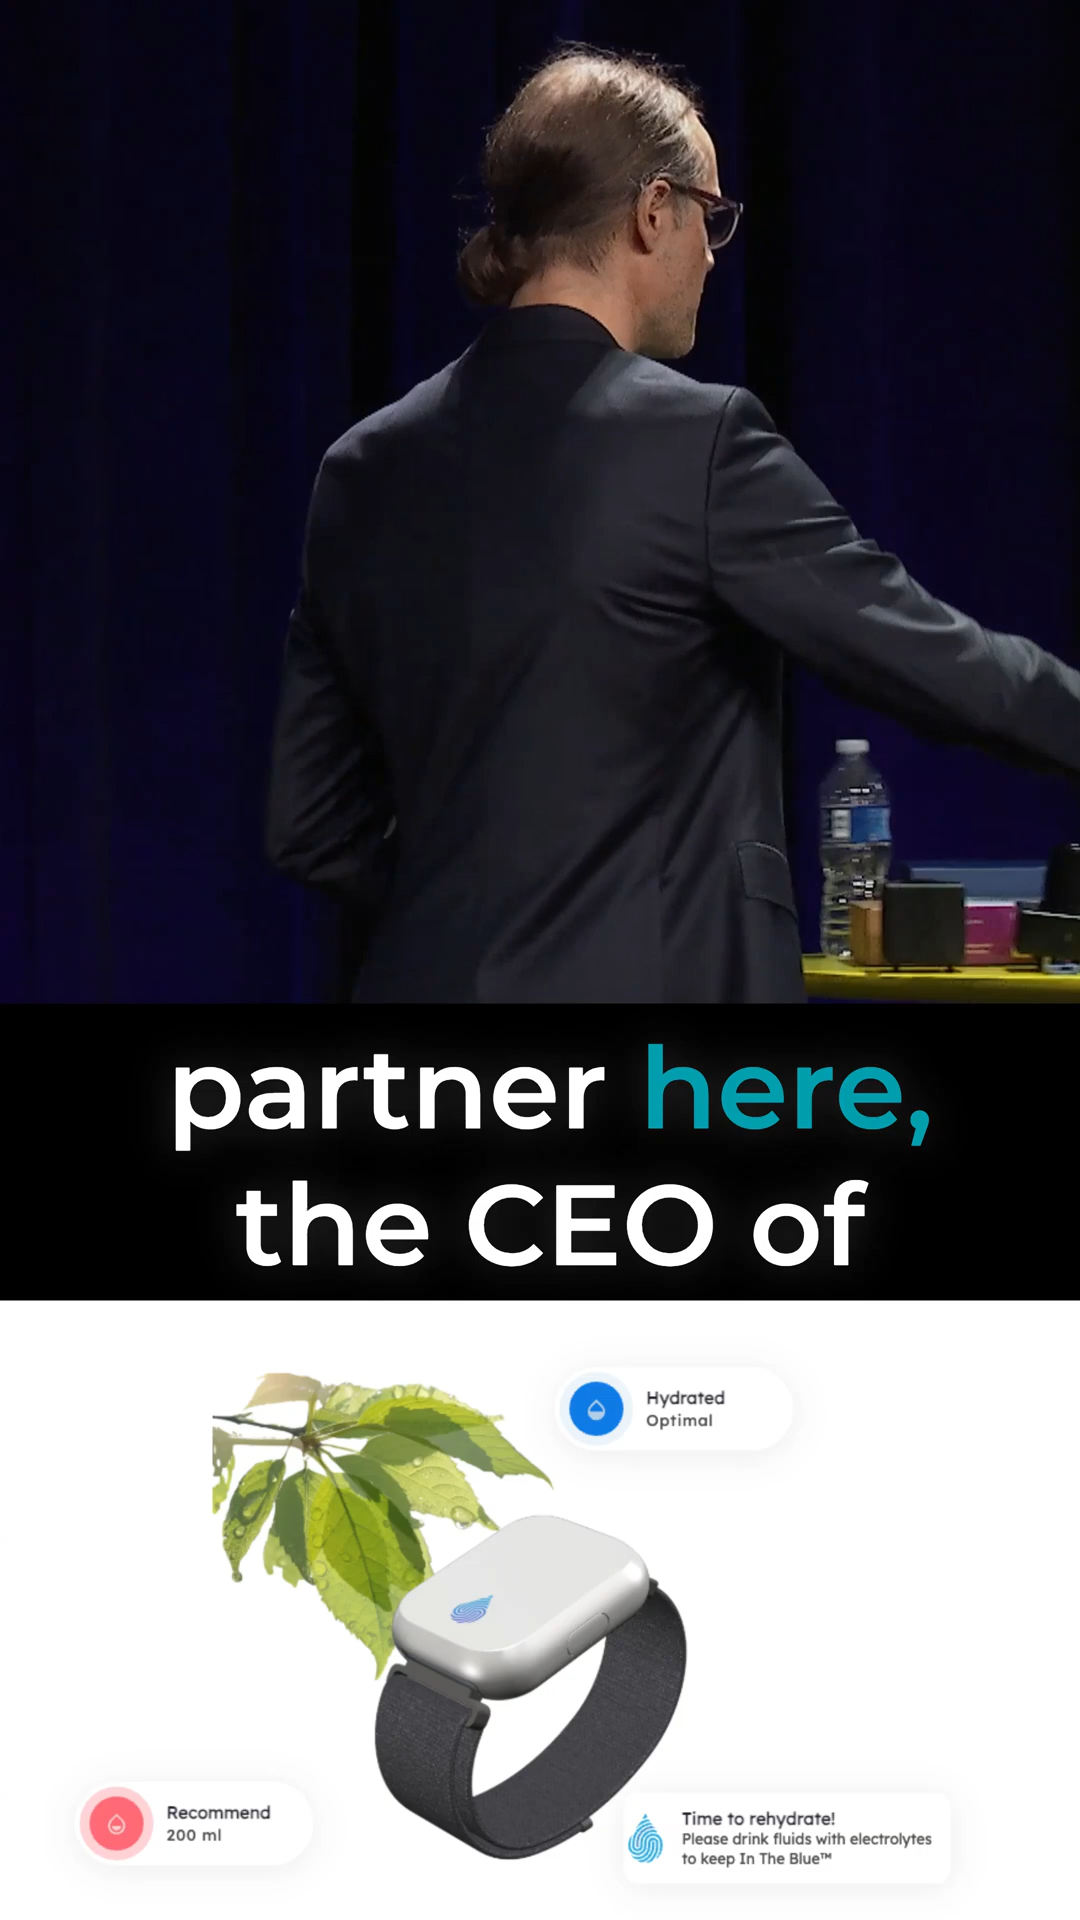 partner here,
the CEO of
Hydrated
Optimal
Recommend
200 ml
Time to rehydrate!
Please drink fluids with electrolytes
to keep In The Blue™